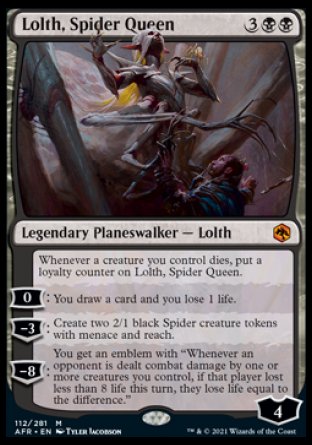 Lolth, Spider Queen 3
Legendary Planeswalker — Lolth
Whenever a creature you control dies, put a
loyalty counter on Lolth, Spider Queen.
0 : You draw a card and you lose 1 life.
-3 : Create two 2/1 black Spider creature tokens
with menace and reach.
You get an emblem with “Whenever an
opponent is dealt combat damage by one
-8 : or more creatures you control, if that player lost
less than 8 life this turn, they lose life equal to
the difference.”
4
112/281 M
AFR • EN Tyler Jacobson
™ & © 2021 Wizards of the Coast